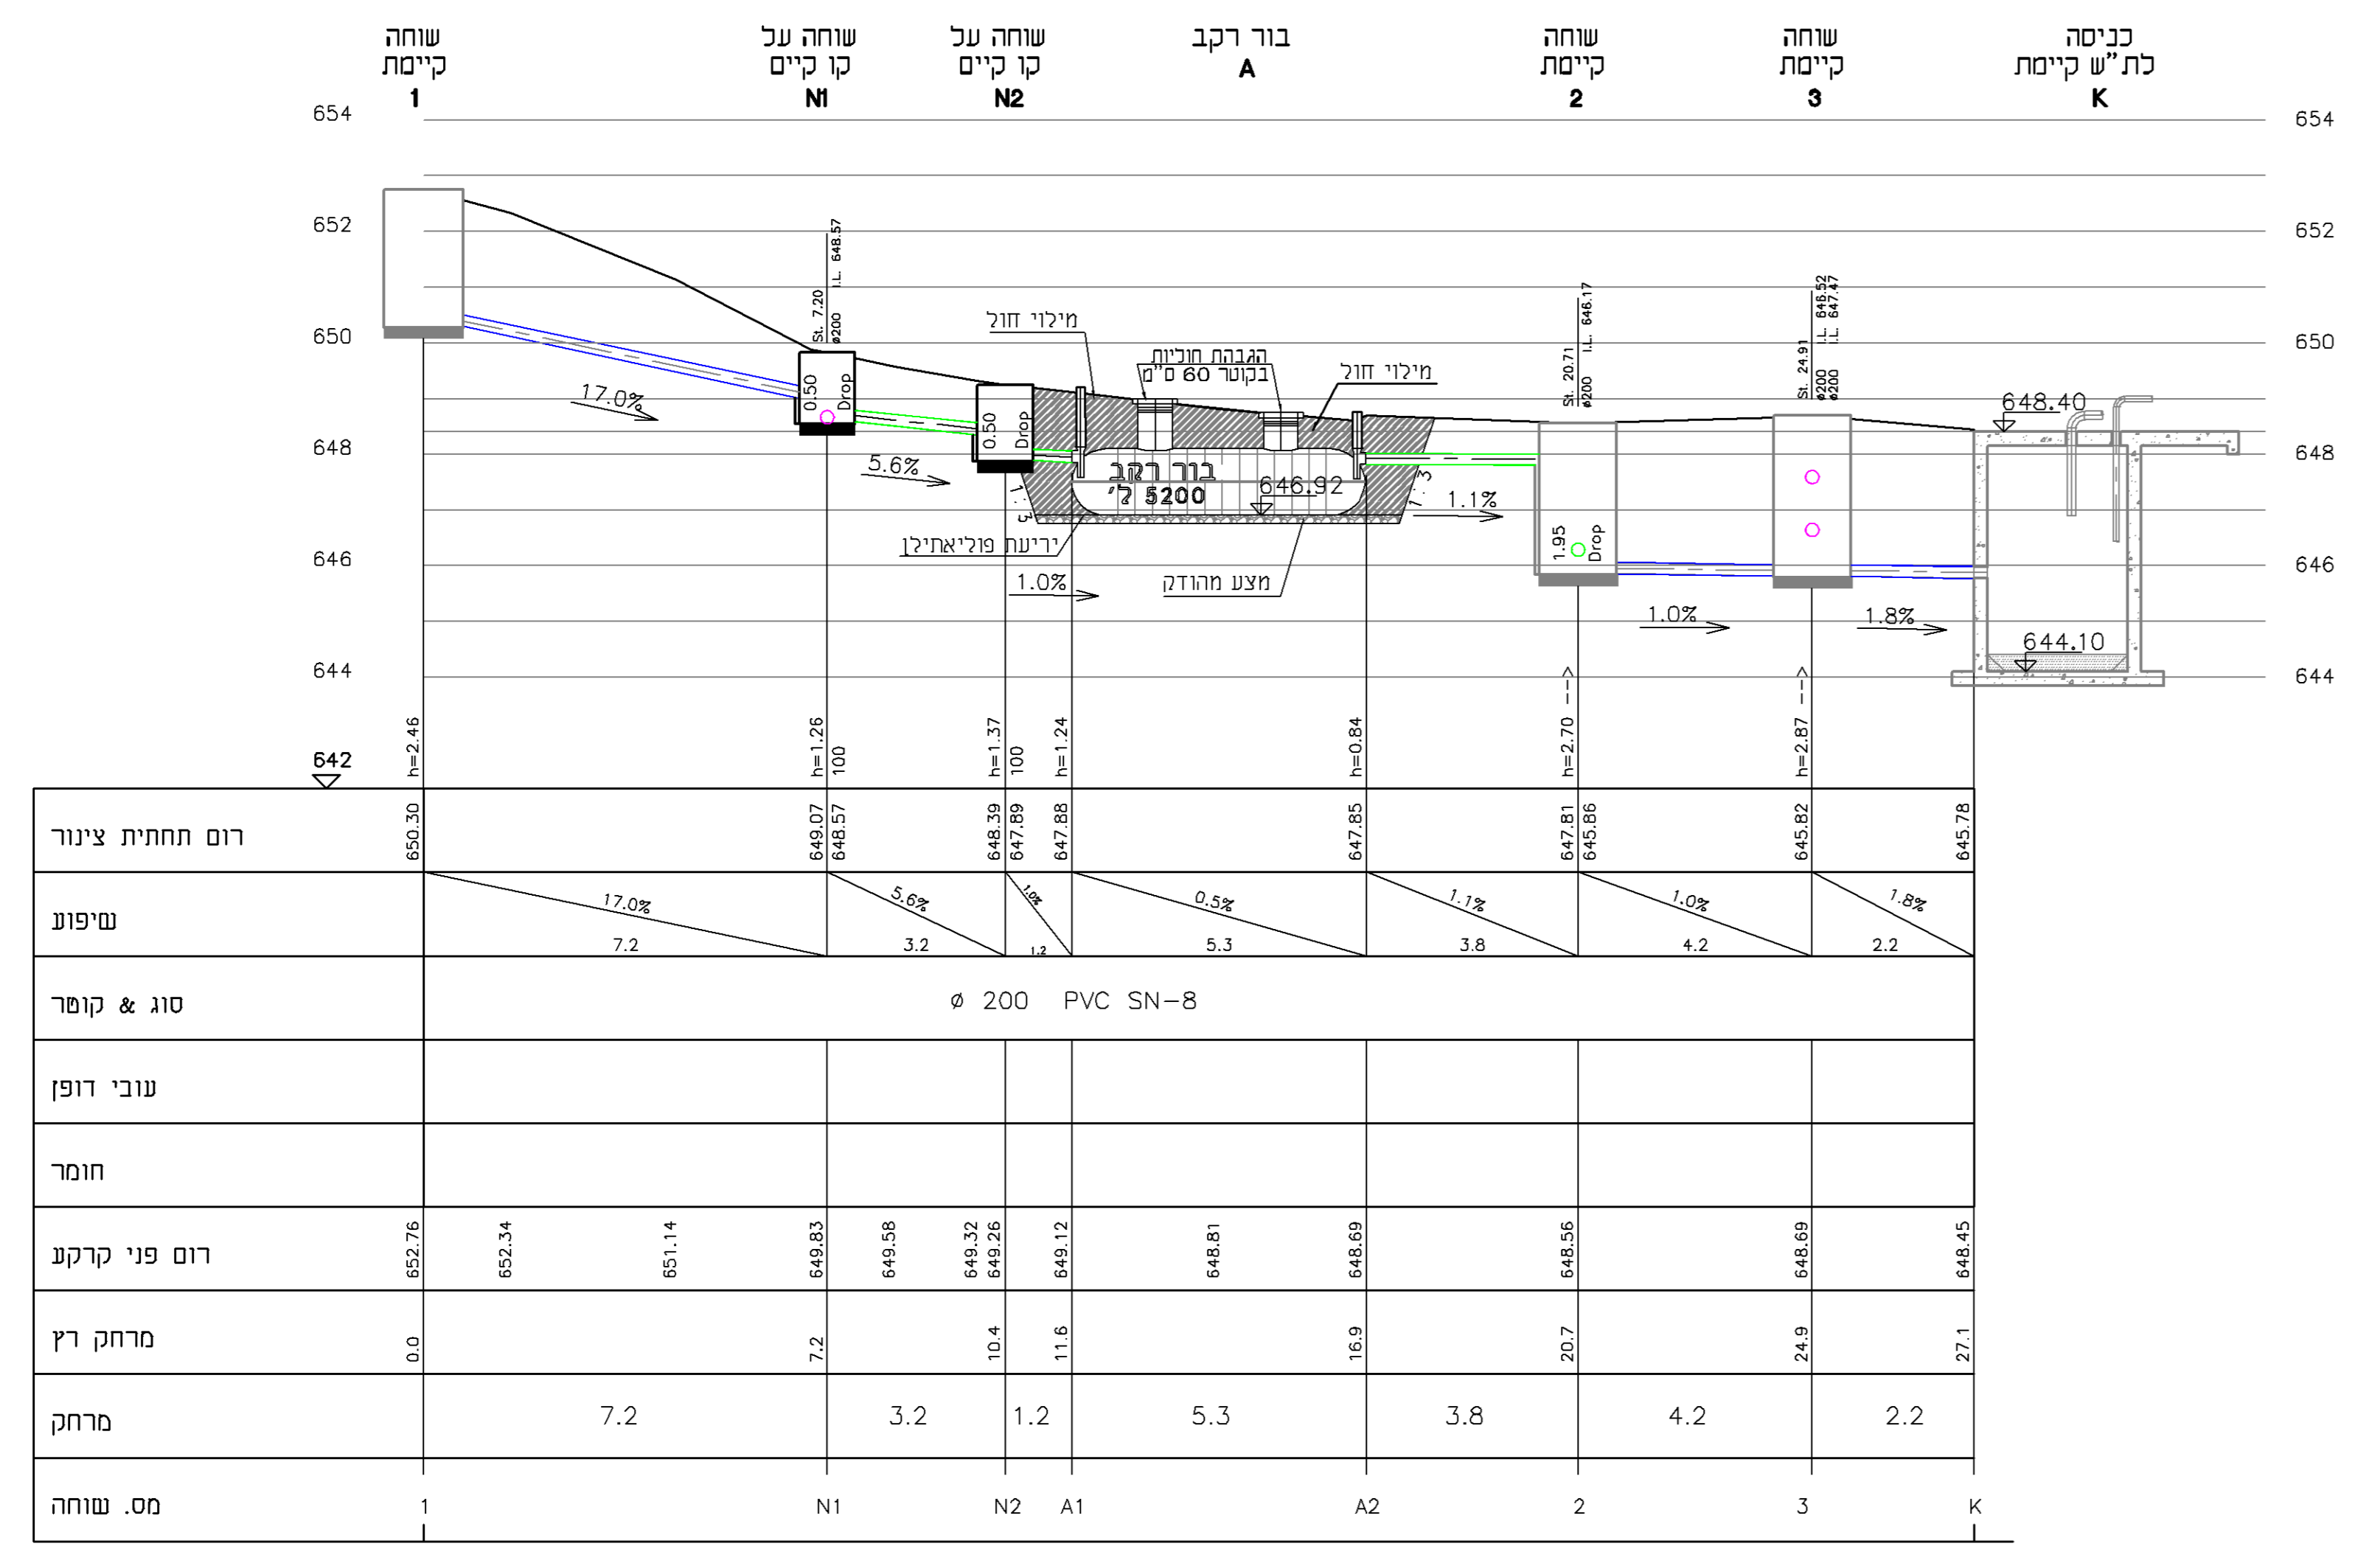 שוחה
קיימת
1
שוחה על
קו קיים
N1
שוחה על
קו קיים
N2
בור רקב
A
שוחה
קיימת
2
שוחה
קיימת
3
כניסה
לת"ש קיימת
K
654
654
652
652
650
650
648
648
646
646
644
644
642
St. 7.20
ø200 I.L. 648.57
0.50
Drop
17.0%
5.6%
0.50
Drop
מילוי חול
הגבהת חוליות
בקוטר 60 ס"מ
מילוי חול
בור רקב
5200 ל'
646.92
1:3
1:3
יריעת פוליאתילן
מצע מהודק
1.0%
1.1%
St. 20.71
ø200 I.L. 646.17
1.95
Drop
St. 24.91
ø200 I.L. 646.52
ø200 I.L. 647.47
1.0%
1.8%
648.40
644.10
h=2.46
h=1.26
100
h=1.37
100
h=1.24
h=0.84
h=2.70 -->
h=2.87 -->
רום תחתית צינור
650.30
649.07
648.57
648.39
647.89
647.88
647.85
647.81
645.86
645.82
645.78
שיפוע
17.0%
7.2
5.6%
3.2
1.0%
1.2
0.5%
5.3
1.1%
3.8
1.0%
4.2
1.8%
2.2
סוג & קוטר
ø 200 PVC SN-8
עובי דופן
חומר
רום פני קרקע
652.76
652.34
651.14
649.83
649.58
649.32
649.26
649.12
648.81
648.69
648.56
648.69
648.45
מרחק רץ
0.0
7.2
10.4
11.6
16.9
20.7
24.9
27.1
מרחק
7.2
3.2
1.2
5.3
3.8
4.2
2.2
מס. שוחה
1
N1
N2
A1
A2
2
3
K